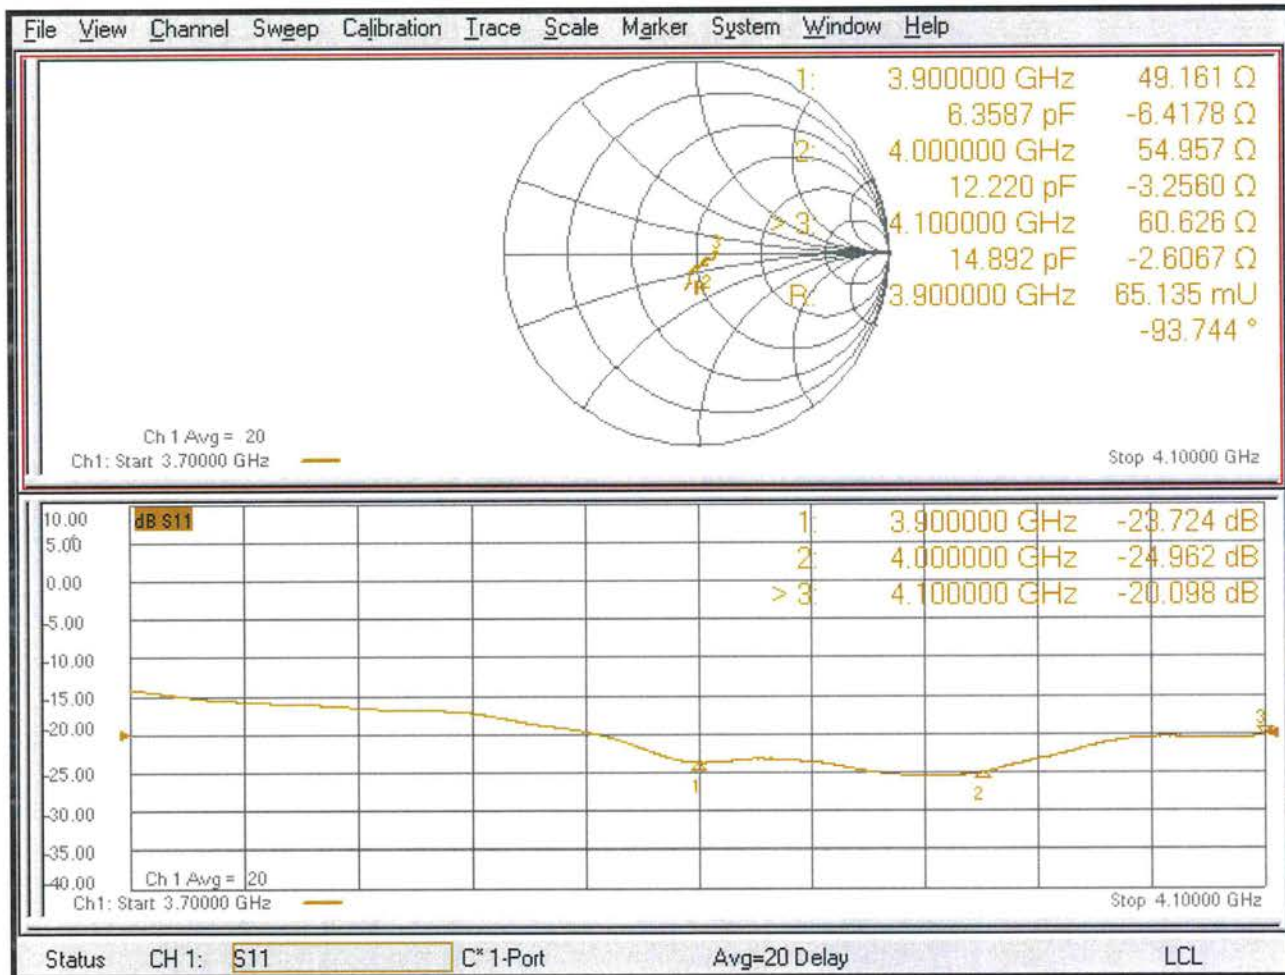 File View Channel Sweep Calibration Trace Scale Marker System Window Help
1: 3.900000 GHz 49.161 Ω
6.3587 pF -6.4178 Ω
2: 4.000000 GHz 54.957 Ω
12.220 pF -3.2560 Ω
> 3: 4.100000 GHz 60.626 Ω
14.892 pF -2.6067 Ω
R: 3.900000 GHz 65.135 mU
-93.744 °
3
2
R
Ch 1 Avg = 20
Ch1: Start 3.70000 GHz
Stop 4.10000 GHz
10.00
dB S11
1: 3.900000 GHz -23.724 dB
5.00
2: 4.000000 GHz -24.962 dB
0.00
> 3: 4.100000 GHz -20.098 dB
-5.00
-10.00
-15.00
-20.00
3
-25.00
1
2
-30.00
-35.00
-40.00
Ch 1 Avg = 20
Ch1: Start 3.70000 GHz
Stop 4.10000 GHz
Status CH 1: S11 C* 1-Port Avg=20 Delay LCL